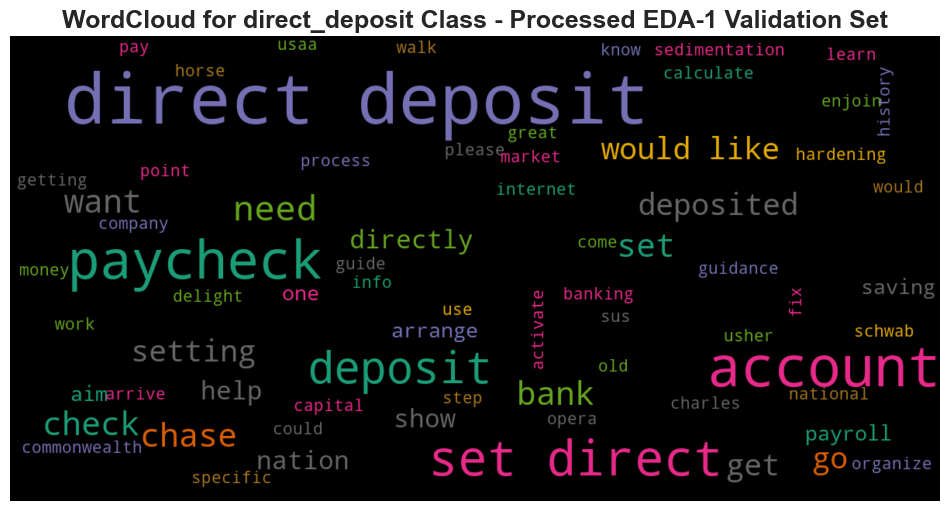 WordCloud for direct_deposit Class - Processed EDA-1 Validation Set
pay
usaa
walk
know
sedimentation
learn
horse
calculate
direct deposit
enjoin
history
great
would like
please
market
hardening
process
point
getting
internet
would
want
need
deposited
company
directly
come
set
paycheck
guide
guidance
money
info
delight
one
banking
saving
fix
activate
use
work
arrange
sus
schwab
usher
setting
deposit
old
account
help
bank
aim
arrive
step
capital
charles
national
check
chase
could
show
opera
payroll
commonwealth
nation
set direct
get
go
organize
specific